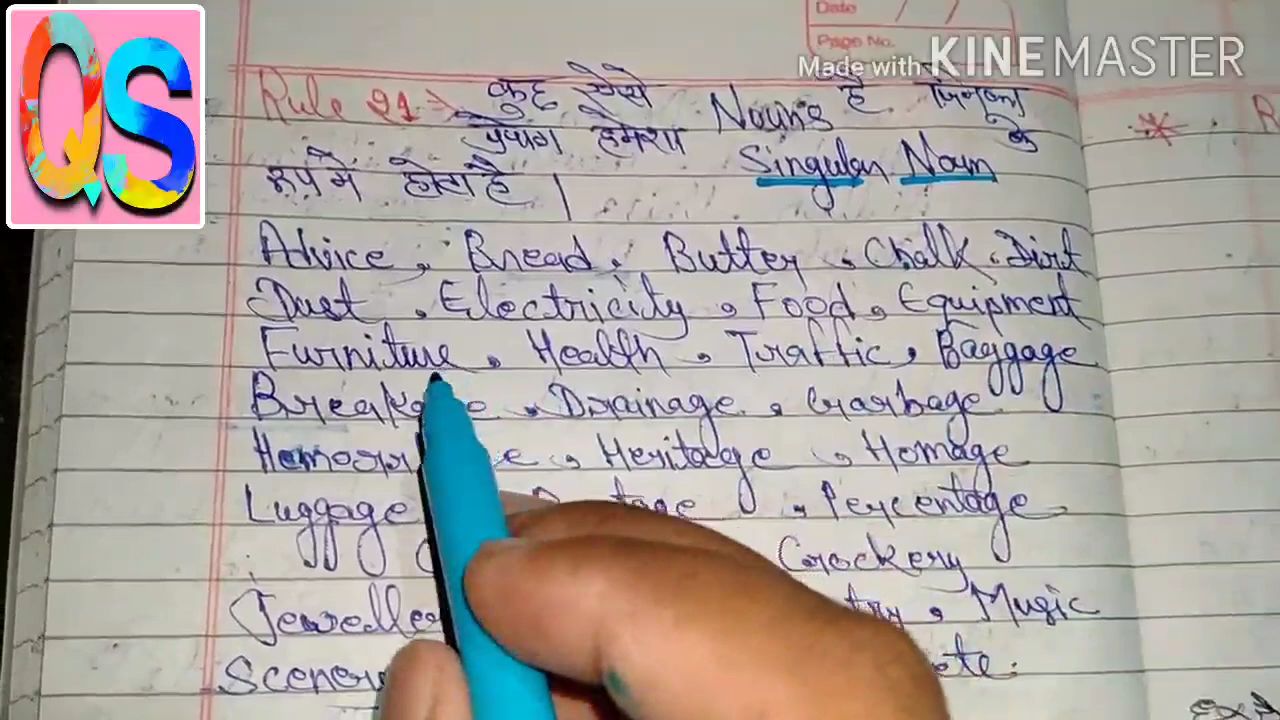 QS
Date / /
Page No.
Made with KINEMASTER
Rule 21 → कुछ ऐसे Nouns है जिनका
प्रयोग हमेशा Singular Noun के
रूप में होता है |
Advice, Bread, Butter, Chalk, Dirt
Dust, Electricity, Food, Equipment
Furniture, Health, Traffic, Baggage
Breakage, Drainage, Garbage
Heritage, Homage
Luggage Percentage
Crockery
Music